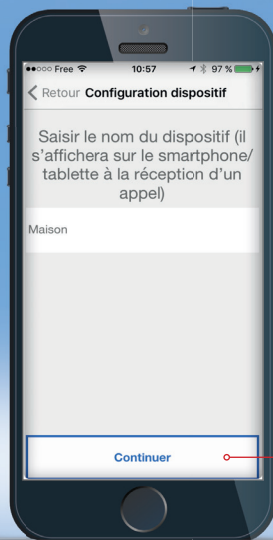 Free 10:57 97 %
Retour Configuration dispositif
Saisir le nom du dispositif (il
s'affichera sur le smartphone/
tablette à la réception d'un
appel)
Maison
Continuer